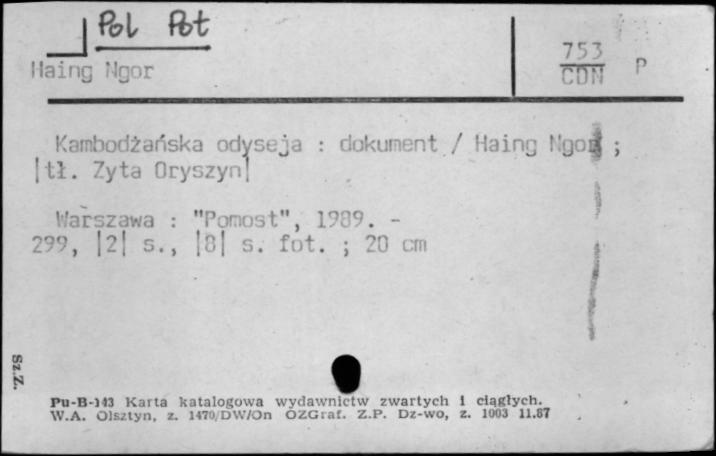 Pol Pot
753
CDN
P
Haing Ngor
Kambodżańska odyseja : dokument / Haing Ngor ;
|tł. Zyta Oryszyn|
Warszawa : "Pomost", 1989. -
299, |2| s., |8| s. fot. ; 20 cm
Sz.Z.
Pu-B-143 Karta katalogowa wydawnictw zwartych i ciągłych.
W.A. Olsztyn, z. 1470/DW/On OZGraf. Z.P. Dz-wo, z. 1003 11.87